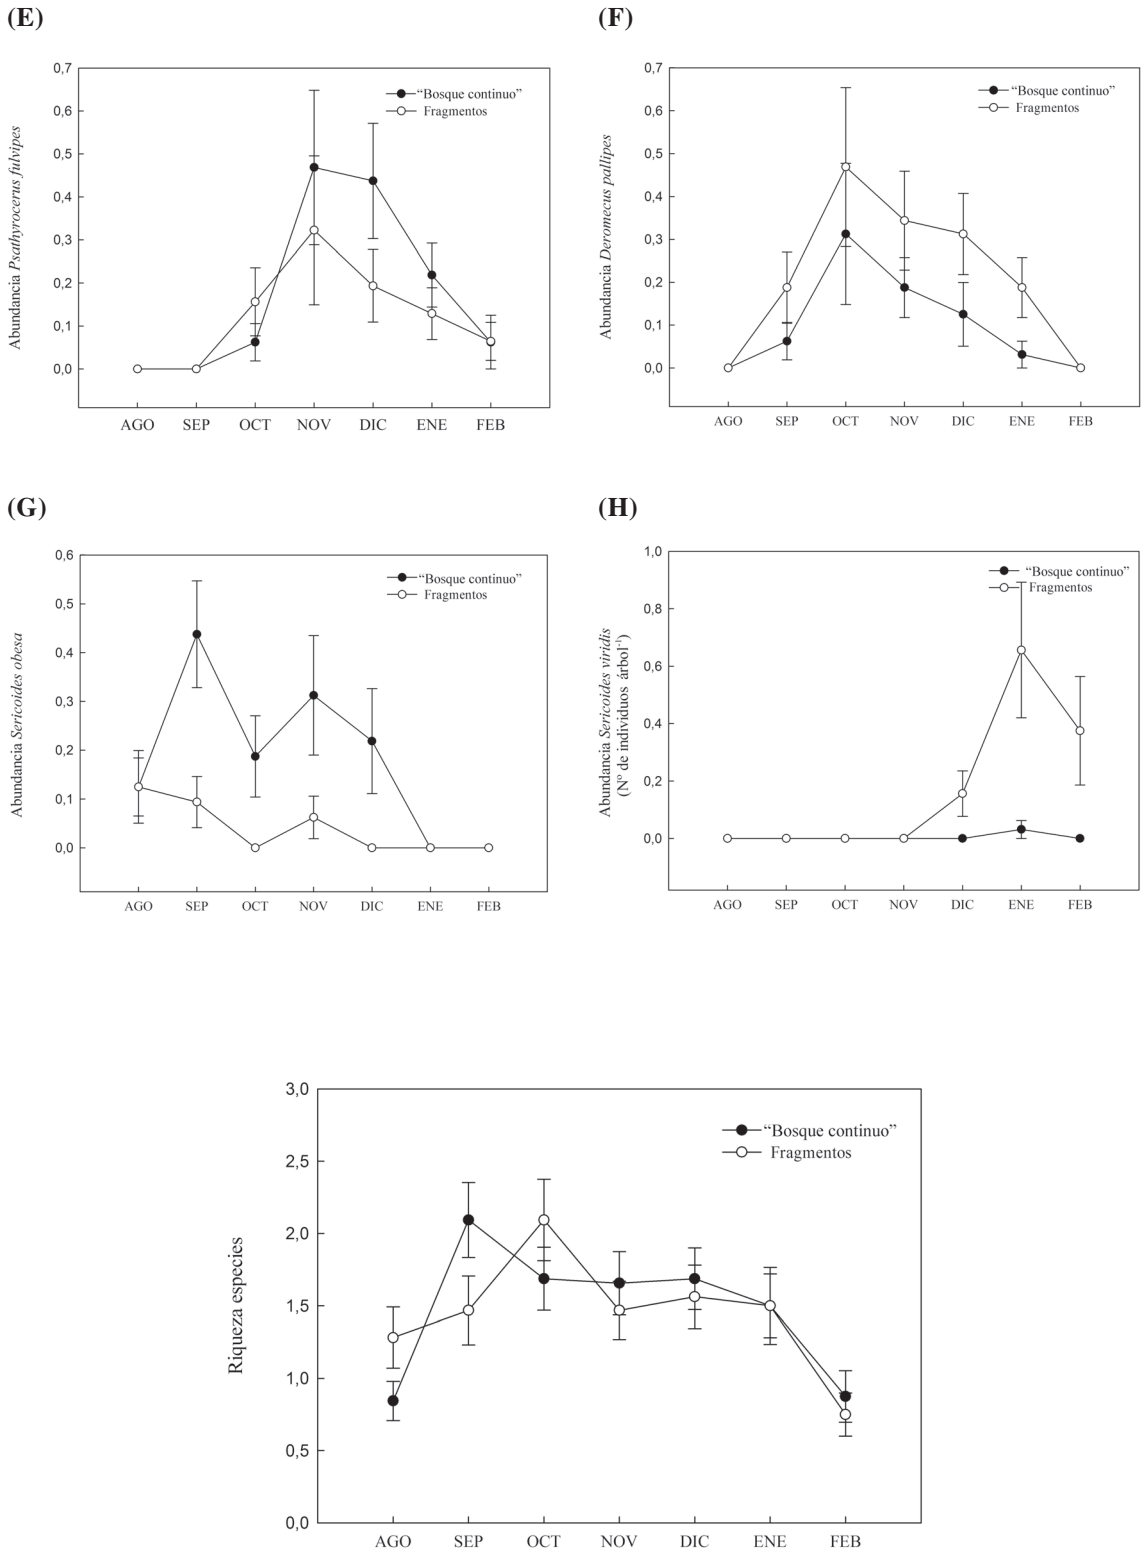 (E)
Abundancia Psathyrocerus fulvipes
0,7
0,6
0,5
0,4
0,3
0,2
0,1
0,0
“Bosque continuo”
Fragmentos
AGO SEP OCT NOV DIC ENE FEB
(F)
Abundancia Deromecus pallipes
0,7
0,6
0,5
0,4
0,3
0,2
0,1
0,0
“Bosque continuo”
Fragmentos
AGO SEP OCT NOV DIC ENE FEB
(G)
Abundancia Sericoides obesa
0,6
0,5
0,4
0,3
0,2
0,1
0,0
“Bosque continuo”
Fragmentos
AGO SEP OCT NOV DIC ENE FEB
(H)
Abundancia Sericoides viridis
(Nº de individuos árbol⁻¹)
1,0
0,8
0,6
0,4
0,2
0,0
“Bosque continuo”
Fragmentos
AGO SEP OCT NOV DIC ENE FEB
Riqueza especies
3,0
2,5
2,0
1,5
1,0
0,5
0,0
“Bosque continuo”
Fragmentos
AGO SEP OCT NOV DIC ENE FEB